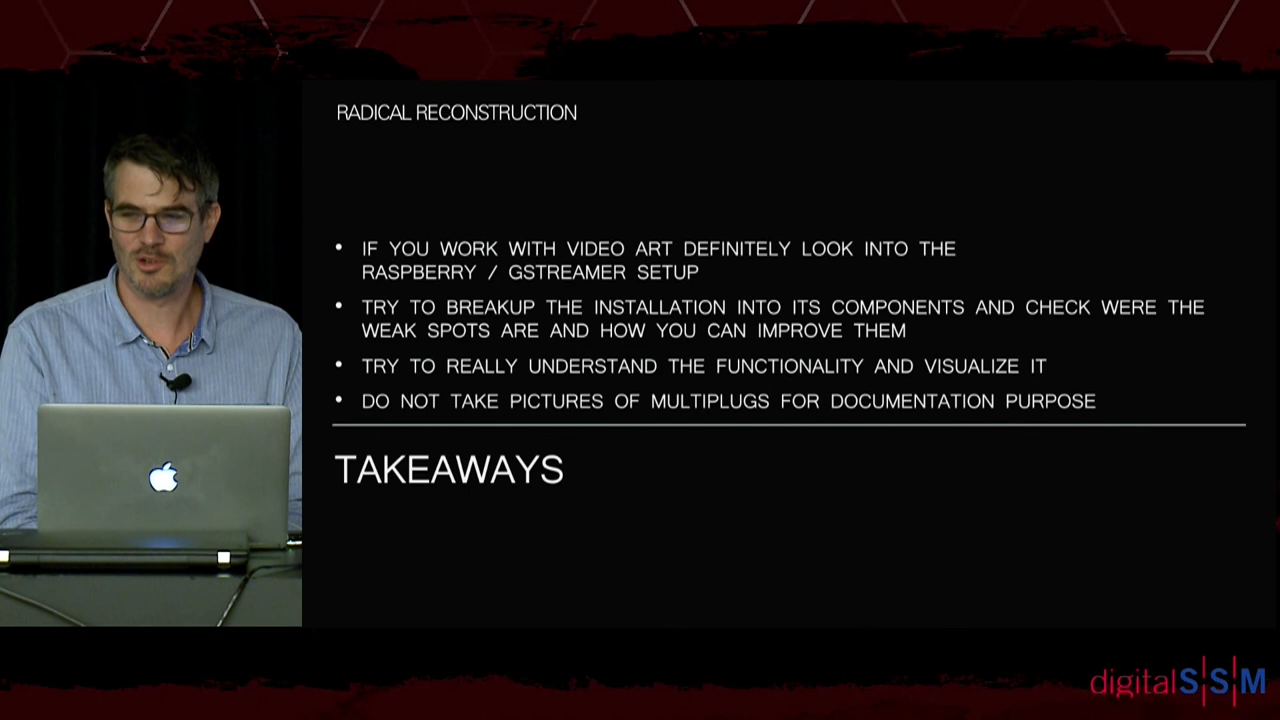 RADICAL RECONSTRUCTION
• IF YOU WORK WITH VIDEO ART DEFINITELY LOOK INTO THE
RASPBERRY / GSTREAMER SETUP
• TRY TO BREAKUP THE INSTALLATION INTO ITS COMPONENTS AND CHECK WERE THE
WEAK SPOTS ARE AND HOW YOU CAN IMPROVE THEM
• TRY TO REALLY UNDERSTAND THE FUNCTIONALITY AND VISUALIZE IT
• DO NOT TAKE PICTURES OF MULTIPLUGS FOR DOCUMENTATION PURPOSE
TAKEAWAYS
digitalS|S|M